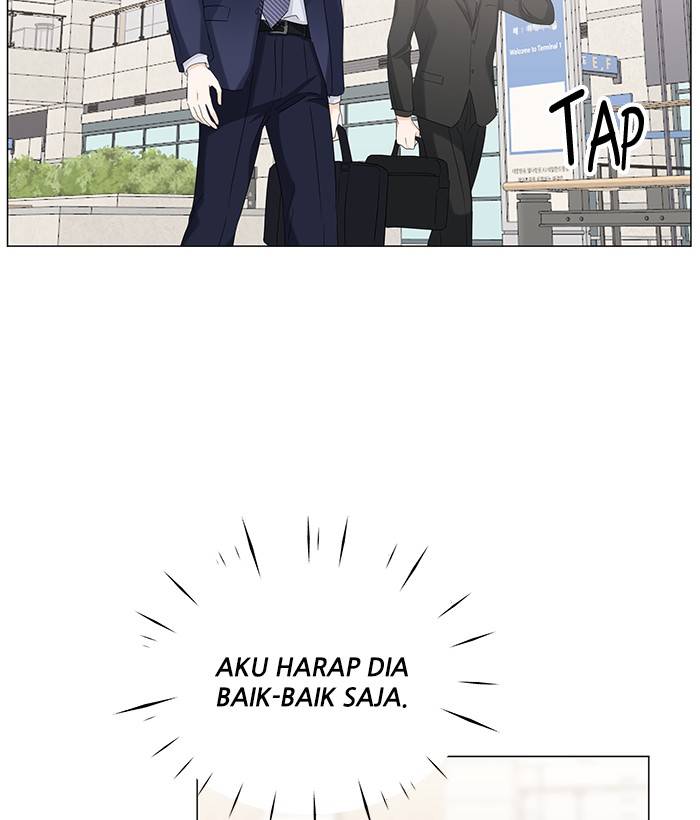 Welcome to Terminal 1
E, F
TAP
AKU HARAP DIA
BAIK-BAIK SAJA.